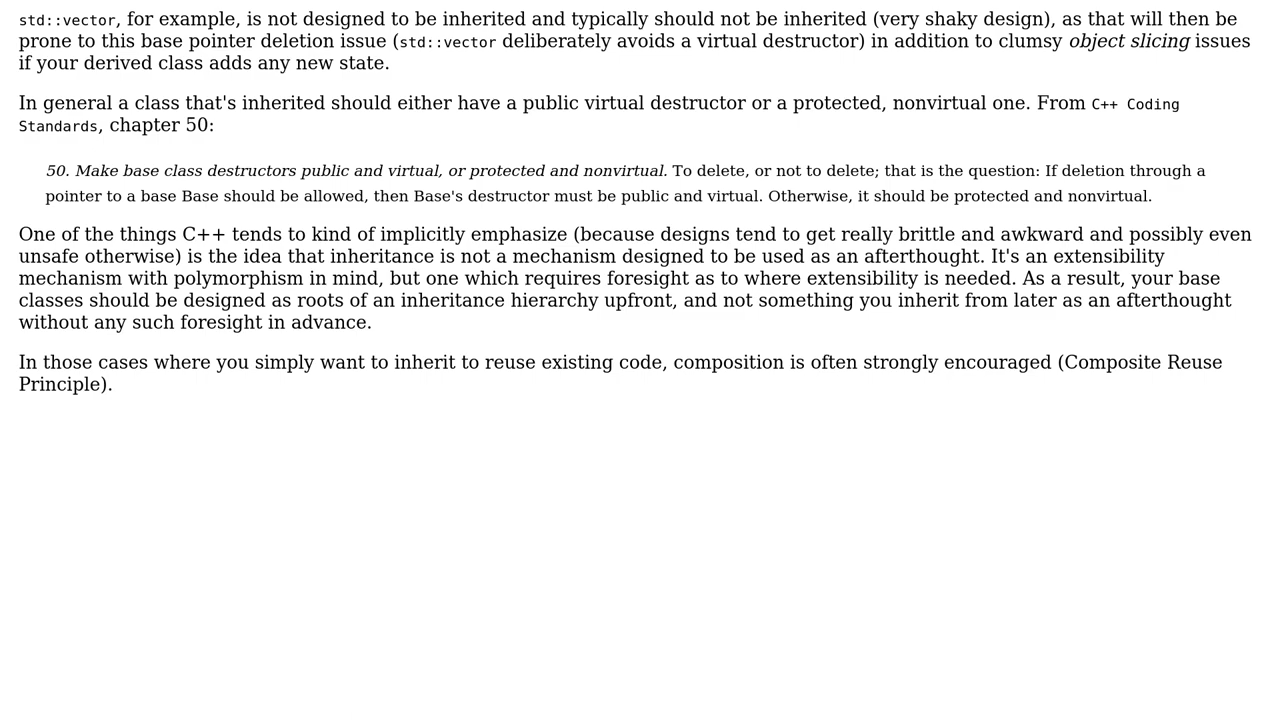 std::vector, for example, is not designed to be inherited and typically should not be inherited (very shaky design), as that will then be
prone to this base pointer deletion issue (std::vector deliberately avoids a virtual destructor) in addition to clumsy object slicing issues
if your derived class adds any new state.
In general a class that's inherited should either have a public virtual destructor or a protected, nonvirtual one. From C++ Coding
Standards, chapter 50:
50. Make base class destructors public and virtual, or protected and nonvirtual. To delete, or not to delete; that is the question: If deletion through a
pointer to a base Base should be allowed, then Base's destructor must be public and virtual. Otherwise, it should be protected and nonvirtual.
One of the things C++ tends to kind of implicitly emphasize (because designs tend to get really brittle and awkward and possibly even
unsafe otherwise) is the idea that inheritance is not a mechanism designed to be used as an afterthought. It's an extensibility
mechanism with polymorphism in mind, but one which requires foresight as to where extensibility is needed. As a result, your base
classes should be designed as roots of an inheritance hierarchy upfront, and not something you inherit from later as an afterthought
without any such foresight in advance.
In those cases where you simply want to inherit to reuse existing code, composition is often strongly encouraged (Composite Reuse
Principle).